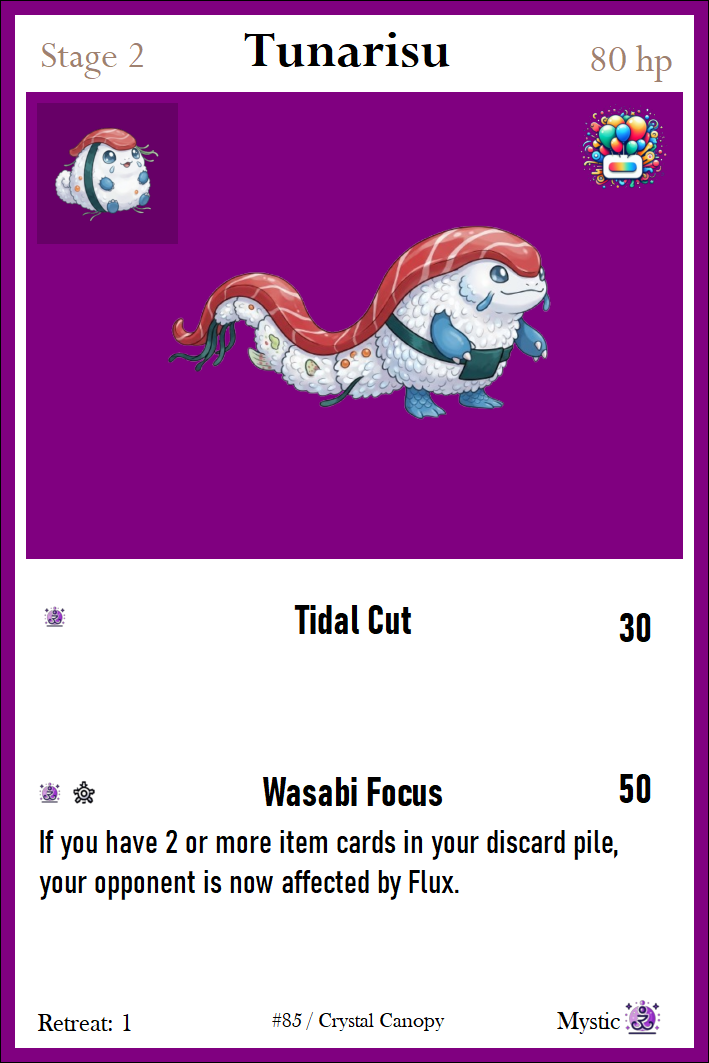 Stage 2
Tunarisu
80 hp
Tidal Cut
30
Wasabi Focus
50
If you have 2 or more item cards in your discard pile,
your opponent is now affected by Flux.
Retreat: 1
#85 / Crystal Canopy
Mystic